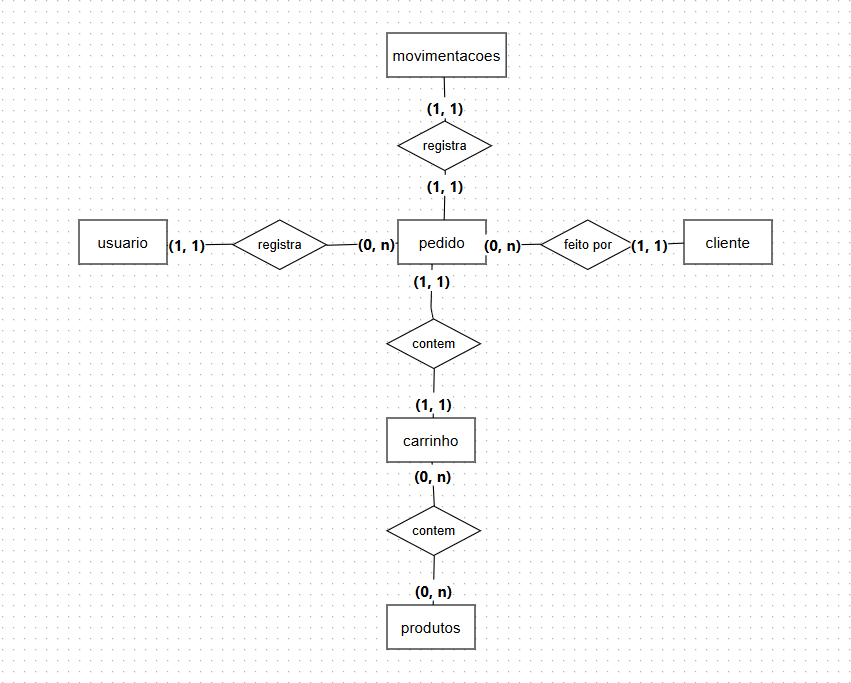 movimentacoes
(1, 1)
registra
(1, 1)
usuario
(1, 1)
registra
(0, n)
pedido
(0, n)
feito por
(1, 1)
cliente
(1, 1)
contem
(1, 1)
carrinho
(0, n)
contem
(0, n)
produtos